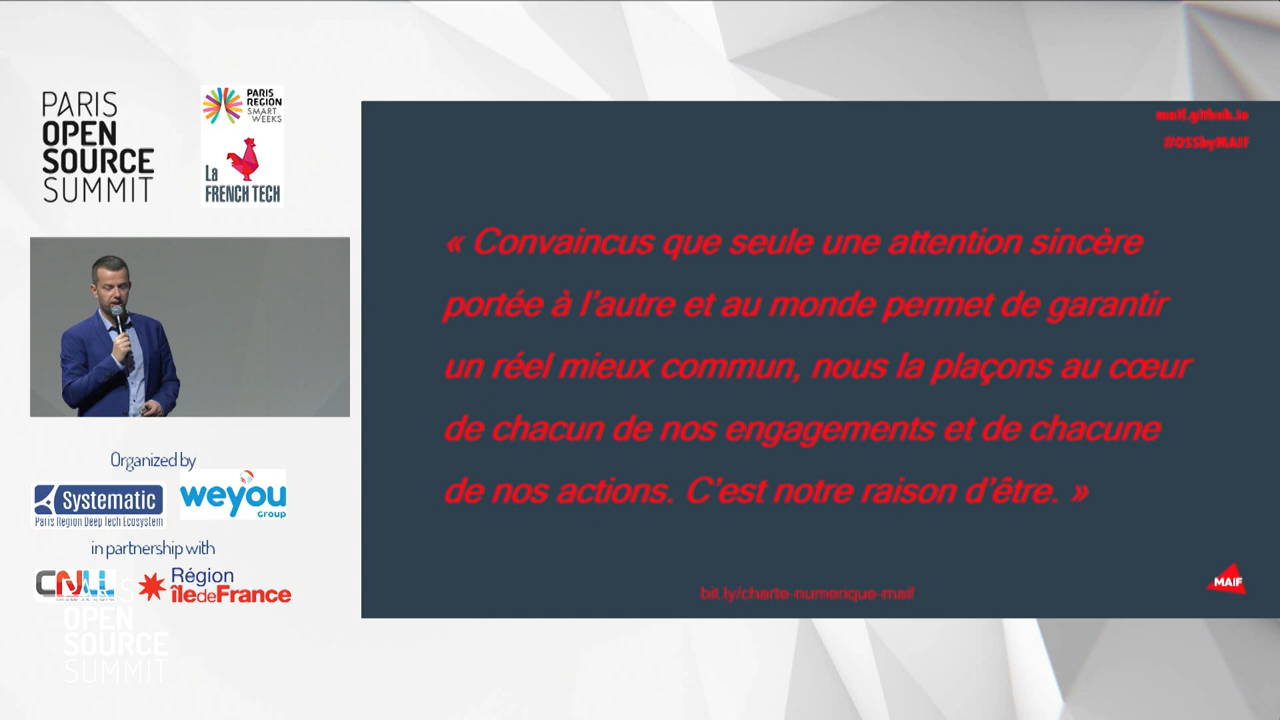 PARIS
OPEN
SOURCE
SUMMIT
PARIS
REGION
SMART
WEEKS
La
FRENCH TECH
maif.github.io
#OSSbyMAIF
« Convaincus que seule une attention sincère
portée à l'autre et au monde permet de garantir
un réel mieux commun, nous la plaçons au cœur
de chacun de nos engagements et de chacune
de nos actions. C'est notre raison d'être. »
bit.ly/charte-numerique-maif
MAIF
Organized by
Systematic
Paris Region Deep Tech Ecosystem
weyou
Group
in partnership with
CNLL
Région
îledeFrance
PARIS
OPEN
SOURCE
SUMMIT